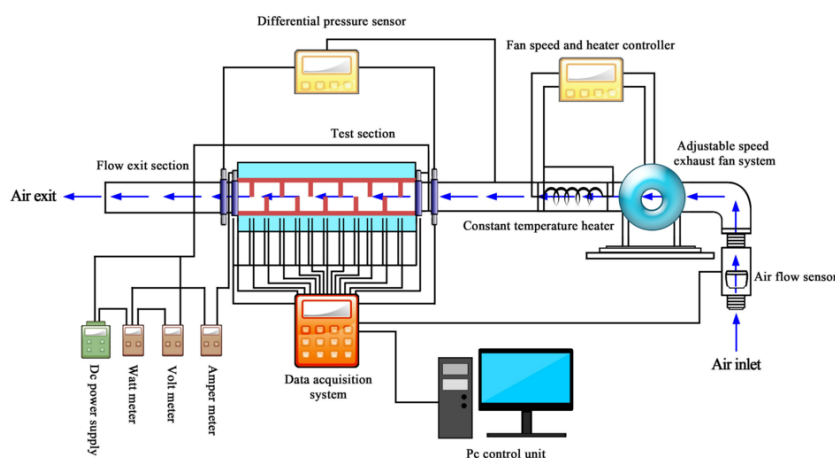 Differential pressure sensor
Fan speed and heater controller
Test section
Adjustable speed
exhaust fan system
Flow exit section
Air exit
Constant temperature heater
Air flow sensor
Air inlet
Dc power supply
Watt meter
Volt meter
Amper meter
Data acquisition
system
Pc control unit